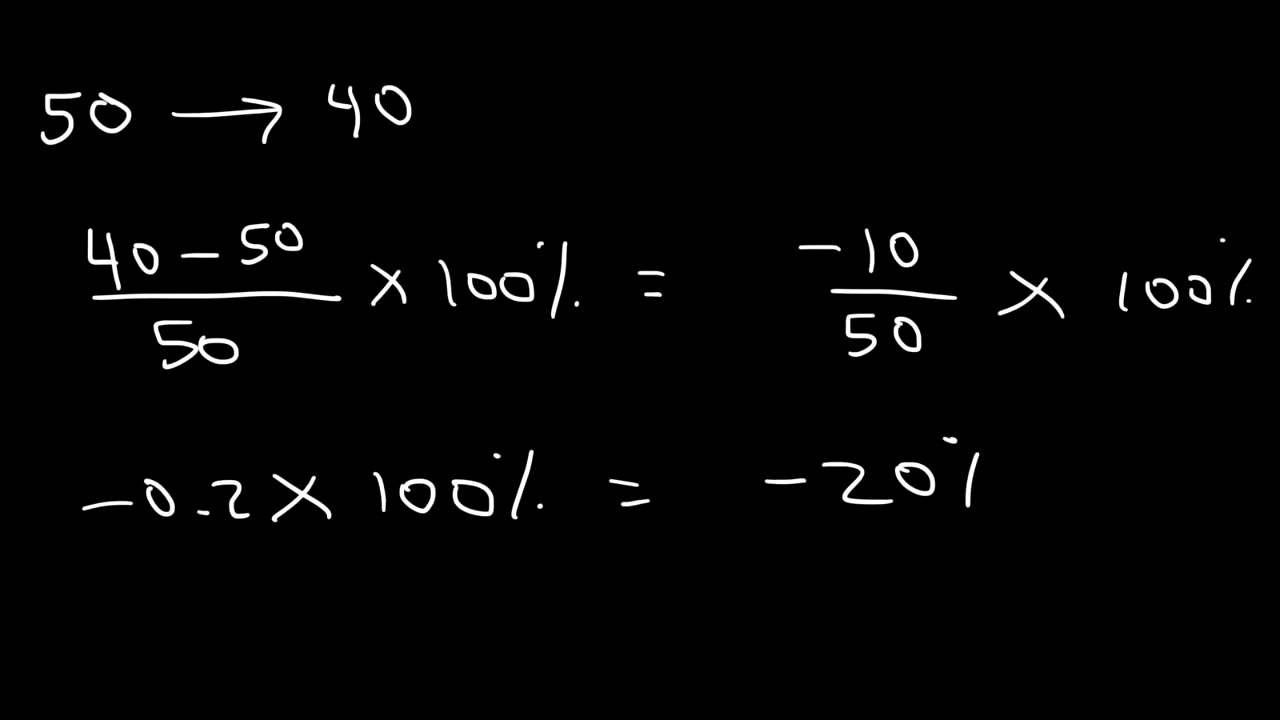 50 → 40
40 - 50 / 50 × 100% = -10 / 50 × 100%
-0.2 × 100% = -20%